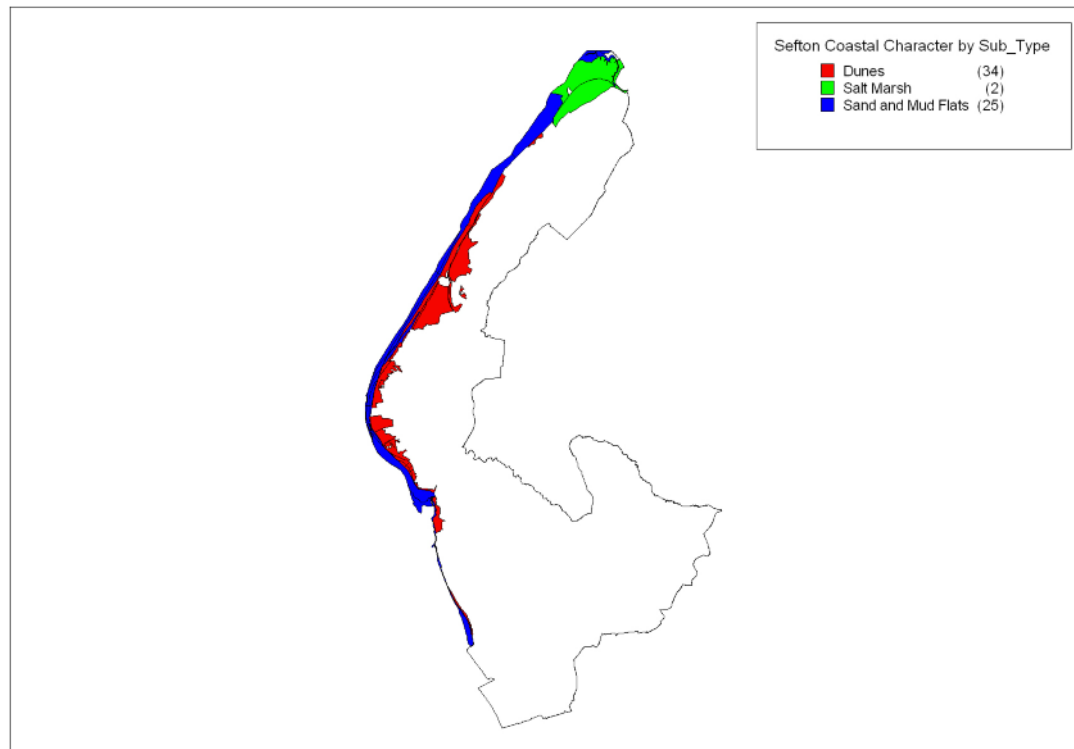 Sefton Coastal Character by Sub_Type
Dunes (34)
Salt Marsh (2)
Sand and Mud Flats (25)